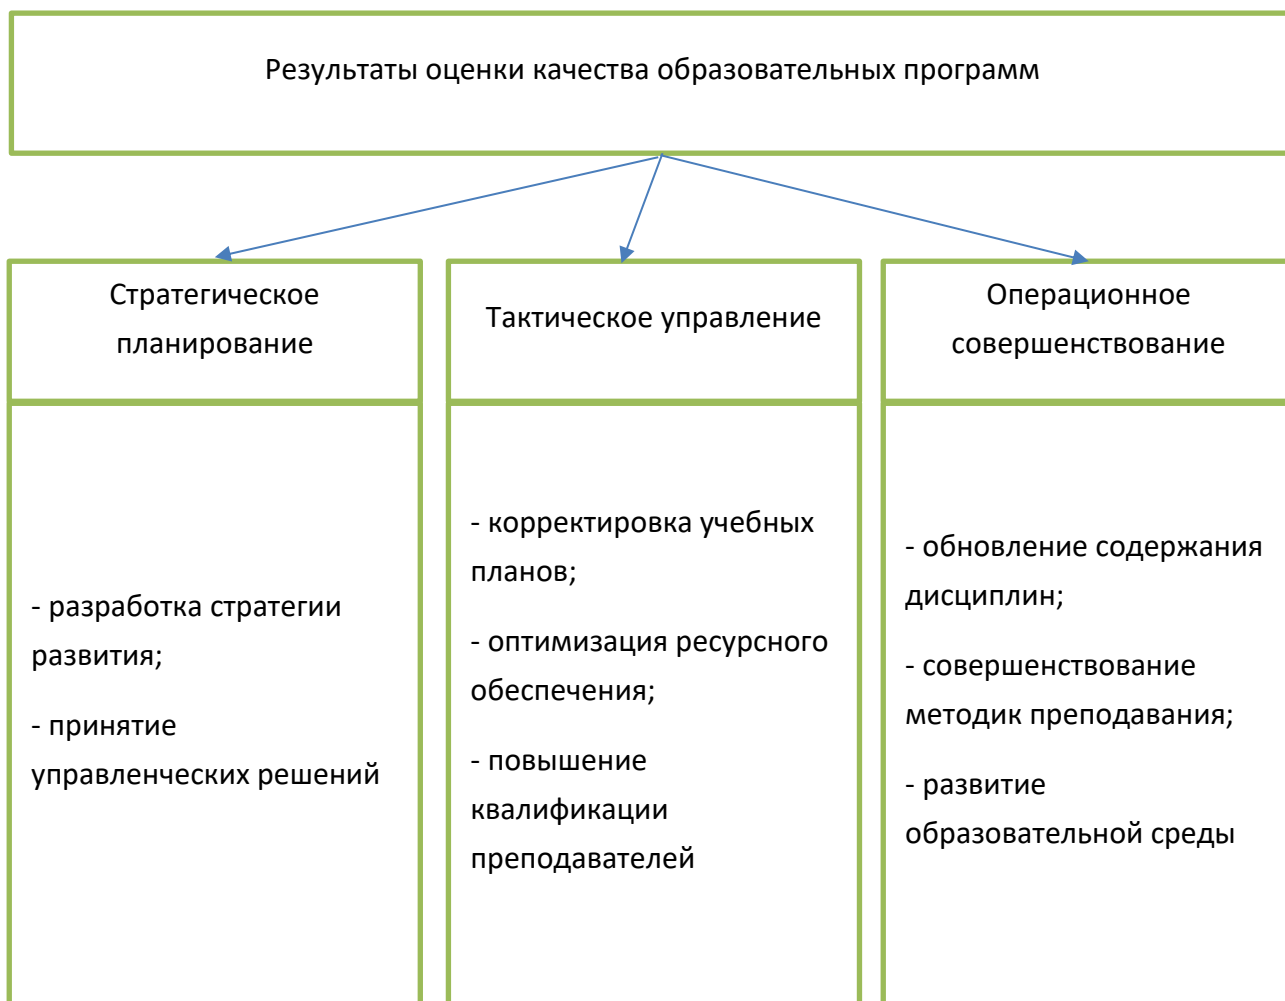 Результаты оценки качества образовательных программ
Стратегическое
планирование
Тактическое управление
Операционное
совершенствование
- разработка стратегии
развития;
- принятие
управленческих решений
- корректировка учебных
планов;
- оптимизация ресурсного
обеспечения;
- повышение
квалификации
преподавателей
- обновление содержания
дисциплин;
- совершенствование
методик преподавания;
- развитие
образовательной среды